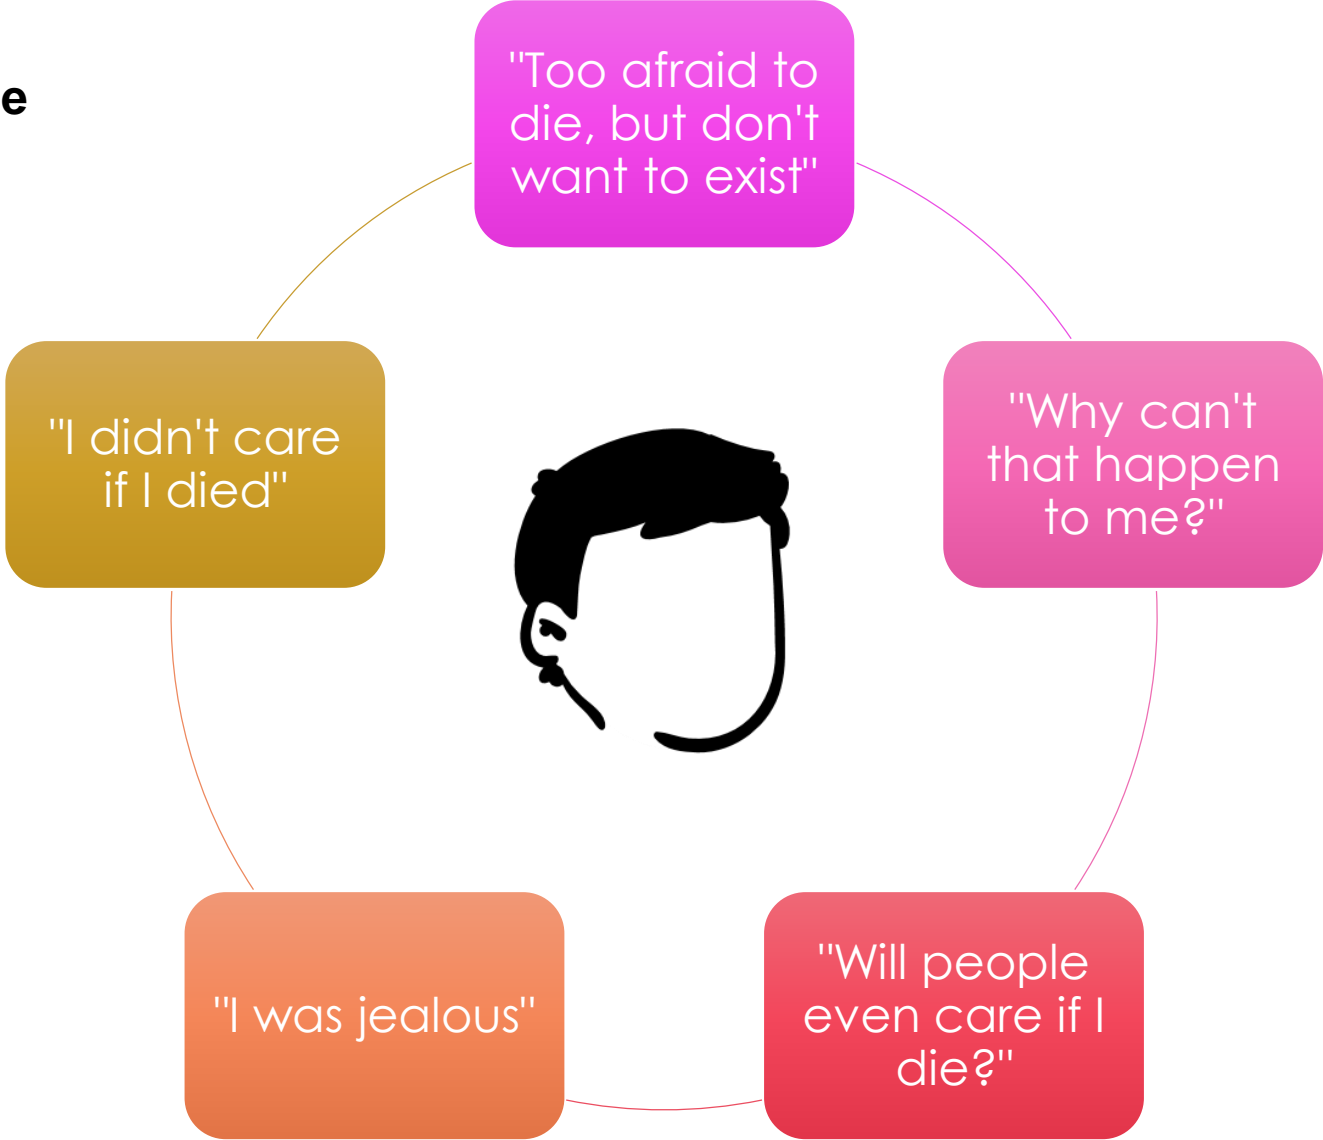 e
"Too afraid to
die, but don't
want to exist"
"I didn't care
if I died"
"Why can't
that happen
to me?"
"I was jealous"
"Will people
even care if I
die?"